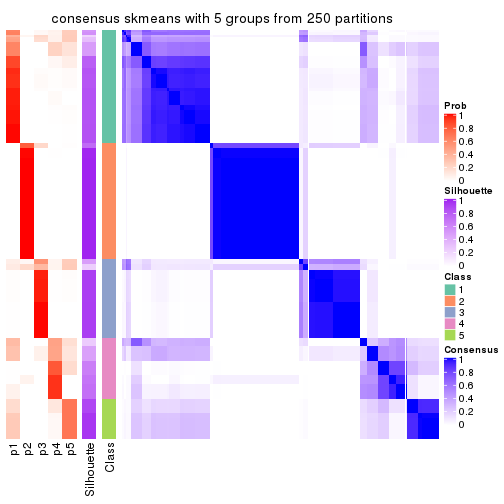 consensus skmeans with 5 groups from 250 partitions
Prob
1
0.8
0.6
0.4
0.2
0
Silhouette
1
0.8
0.6
0.4
0.2
0
Class
1
2
3
4
5
Consensus
1
0.8
0.6
0.4
0.2
0
p1
p2
p3
p4
p5
Silhouette
Class